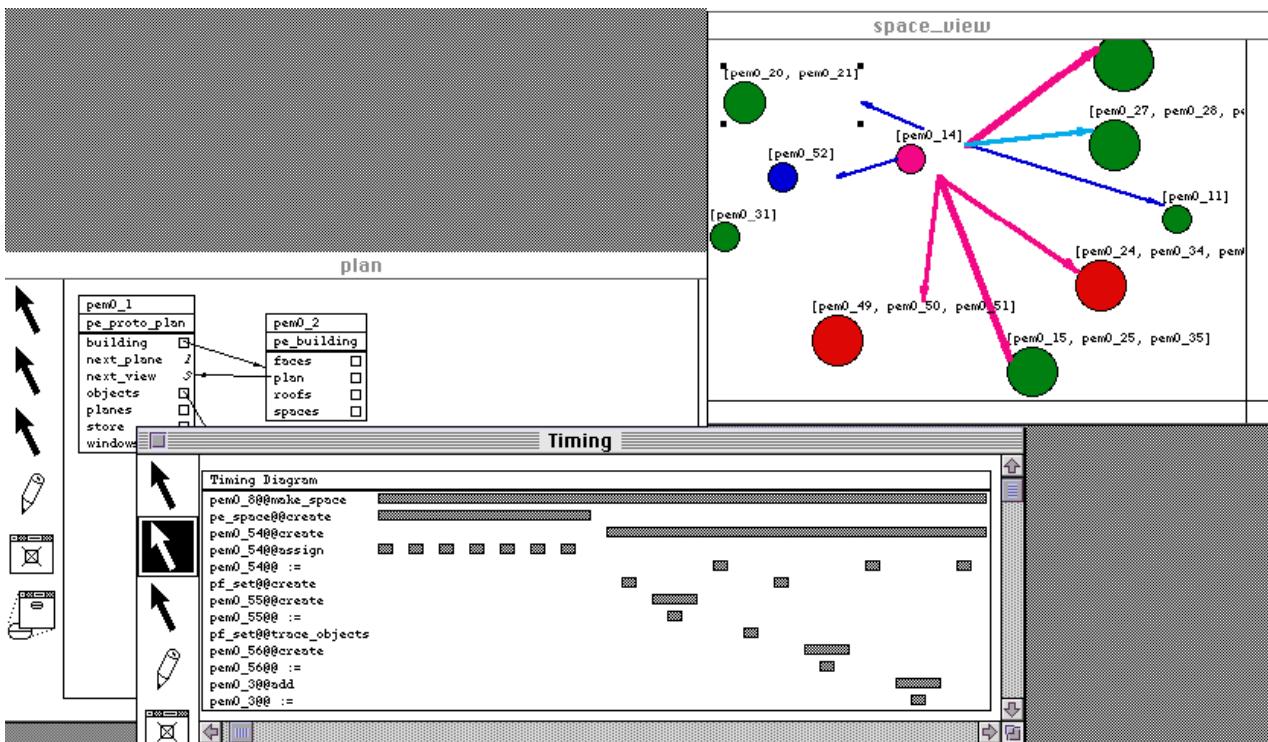 space_view
[pem0_20, pem0_21]
[pem0_27, pem0_28, pe
[pem0_14]
[pem0_52]
[pem0_11]
[pem0_31]
[pem0_24, pem0_34, pem
[pem0_49, pem0_50, pem0_51]
[pem0_15, pem0_25, pem0_35]
plan
pem0_1
pe_proto_plan
building
next_plane 1
next_view 3
objects
planes
store
windows
pem0_2
pe_building
faces
plan
roofs
spaces
Timing
Timing Diagram
pem0_8@@make_space
pe_space@@create
pem0_54@@create
pem0_54@@assign
pem0_54@@ :=
pf_set@@create
pem0_55@@create
pem0_55@@ :=
pf_set@@trace_objects
pem0_56@@create
pem0_56@@ :=
pem0_3@@add
pem0_3@@ :=